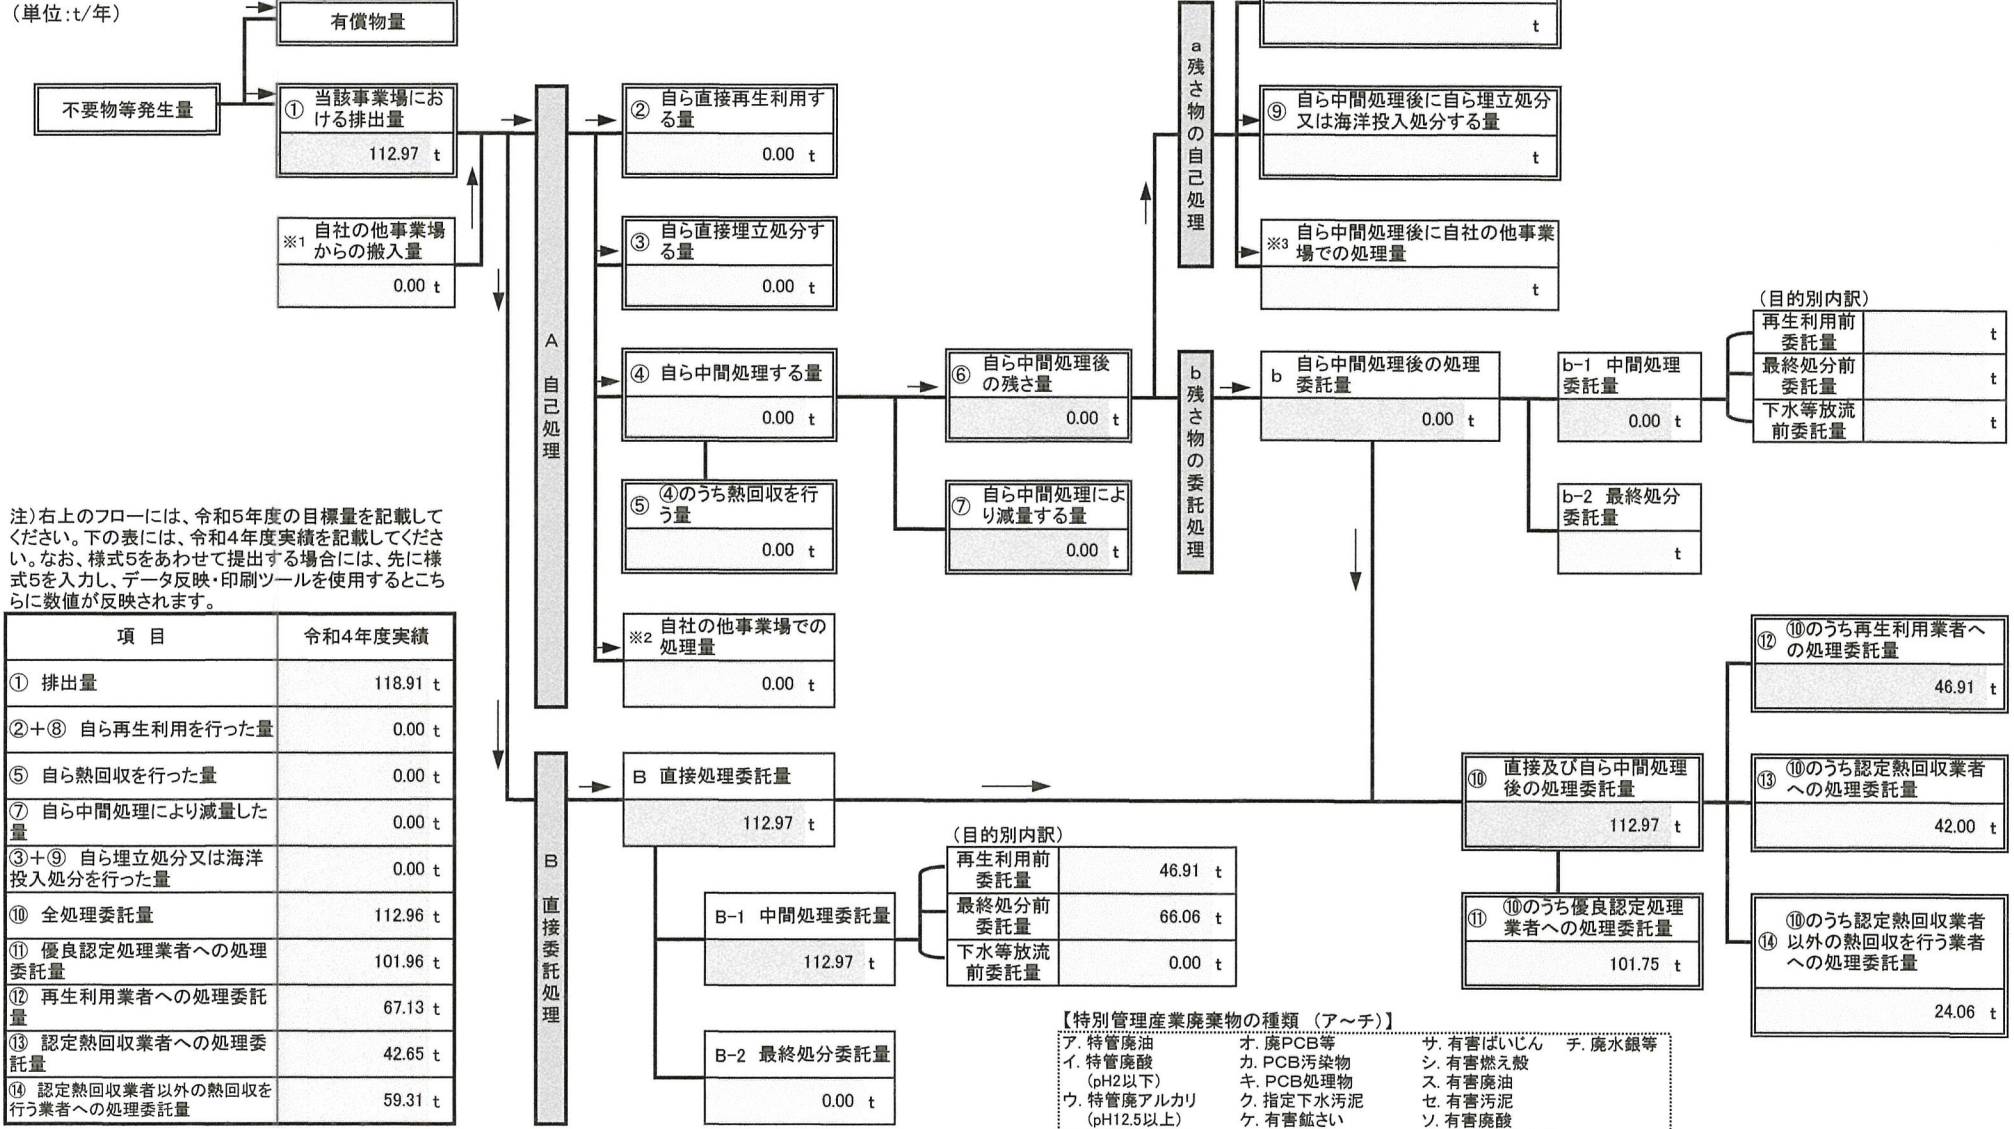 （単位:t/年）
有償物量
不要物等発生量
① 当該事業場にお
ける排出量
112.97 t
※1 自社の他事業場
からの搬入量
0.00 t
A 自己処理
② 自ら直接再生利用す
る量
0.00 t
③ 自ら直接埋立処分す
る量
0.00 t
④ 自ら中間処理する量
0.00 t
⑤ ④のうち熱回収を行
う量
0.00 t
※2 自社の他事業場での
処理量
0.00 t
⑥ 自ら中間処理後
の残さ量
0.00 t
⑦ 自ら中間処理によ
り減量する量
0.00 t
a 残さ物の自己処理
t
⑨ 自ら中間処理後に自ら埋立処分
又は海洋投入処分する量
t
※3 自ら中間処理後に自社の他事業
場での処理量
t
b 残さ物の委託処理
b 自ら中間処理後の処理
委託量
0.00 t
b-1 中間処理
委託量
0.00 t
b-2 最終処分
委託量
t
（目的別内訳）
再生利用前
委託量
t
最終処分前
委託量
t
下水等放流
前委託量
t
注）右上のフローには、令和5年度の目標量を記載して
ください。下の表には、令和4年度実績を記載してくださ
い。なお、様式5をあわせて提出する場合には、先に様
式5を入力し、データ反映・印刷ツールを使用するとこち
らに数値が反映されます。
項 目 令和4年度実績
① 排出量 118.91 t
②＋⑧ 自ら再生利用を行った量 0.00 t
⑤ 自ら熱回収を行った量 0.00 t
⑦ 自ら中間処理により減量した
量 0.00 t
③＋⑨ 自ら埋立処分又は海洋
投入処分を行った量 0.00 t
⑩ 全処理委託量 112.96 t
⑪ 優良認定処理業者への処理
委託量 101.96 t
⑫ 再生利用業者への処理委託
量 67.13 t
⑬ 認定熱回収業者への処理委
託量 42.65 t
⑭ 認定熱回収業者以外の熱回収を
行う業者への処理委託量 59.31 t
B 直接委託処理
B 直接処理委託量
112.97 t
B-1 中間処理委託量
112.97 t
B-2 最終処分委託量
0.00 t
（目的別内訳）
再生利用前
委託量
46.91 t
最終処分前
委託量
66.06 t
下水等放流
前委託量
0.00 t
⑩ 直接及び自ら中間処理
後の処理委託量
112.97 t
⑪ ⑩のうち優良認定処理
業者への処理委託量
101.75 t
⑫ ⑩のうち再生利用業者へ
の処理委託量
46.91 t
⑬ ⑩のうち認定熱回収業者
への処理委託量
42.00 t
⑭ ⑩のうち認定熱回収業者
以外の熱回収を行う業者
への処理委託量
24.06 t
【特別管理産業廃棄物の種類 （ア～チ）】
ア. 特管廃油 オ. 廃PCB等 サ. 有害ばいじん チ. 廃水銀等
イ. 特管廃酸 カ. PCB汚染物 シ. 有害燃え殻
（pH2以下） キ. PCB処理物 ス. 有害廃油
ウ. 特管廃アルカリ ク. 指定下水汚泥 セ. 有害汚泥
（pH12.5以上） ケ. 有害鉱さい ソ. 有害廃酸